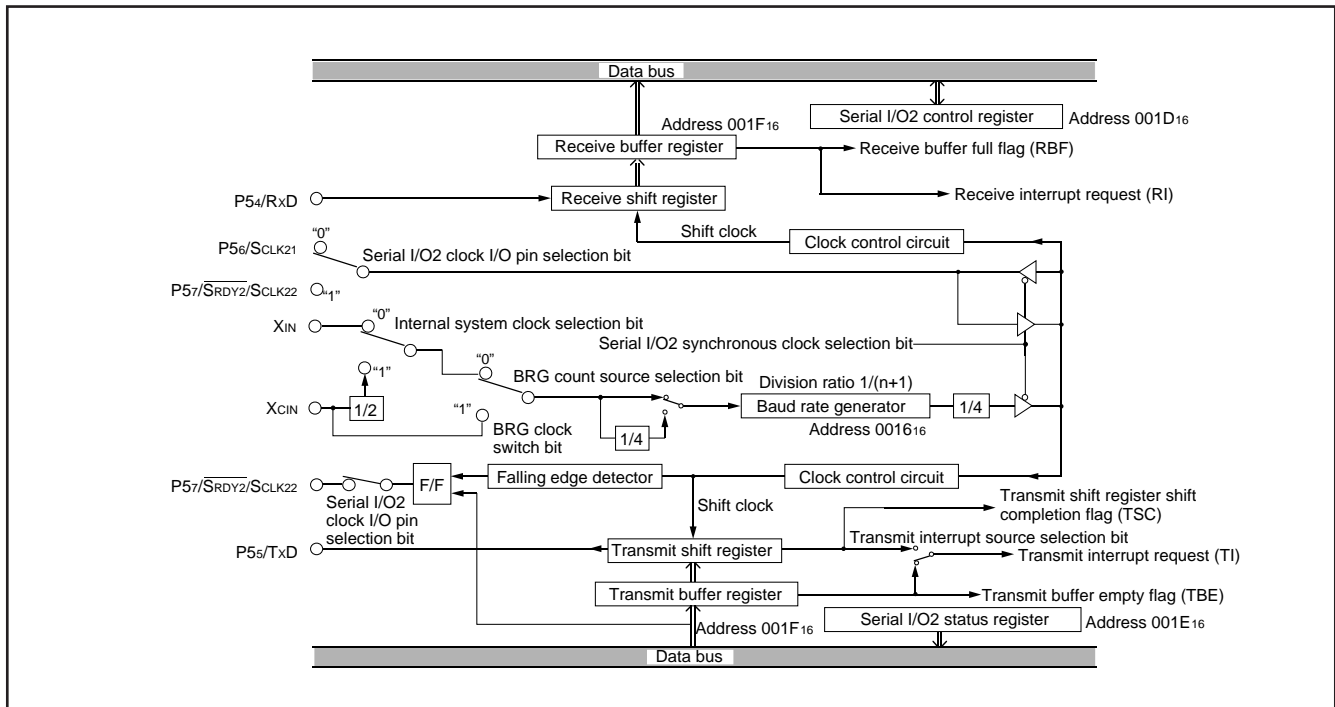 Data bus
Serial I/O2 control register
Address 001D16
Address 001F16
Receive buffer register
Receive buffer full flag (RBF)
Receive interrupt request (RI)
P54/RXD
Receive shift register
Shift clock
Clock control circuit
P56/SCLK21
“0”
Serial I/O2 clock I/O pin selection bit
P57/SRDY2/SCLK22
“1”
XIN
“0”
Internal system clock selection bit
Serial I/O2 synchronous clock selection bit
“1”
“0”
BRG count source selection bit
Division ratio 1/(n+1)
XCIN
1/2
“1”
Baud rate generator
1/4
BRG clock
switch bit
1/4
Address 001616
P57/SRDY2/SCLK22
F/F
Falling edge detector
Clock control circuit
Serial I/O2
clock I/O pin
selection bit
Shift clock
Transmit shift register shift
completion flag (TSC)
Transmit interrupt source selection bit
P55/TXD
Transmit shift register
Transmit interrupt request (TI)
Transmit buffer register
Transmit buffer empty flag (TBE)
Address 001F16
Serial I/O2 status register
Address 001E16
Data bus